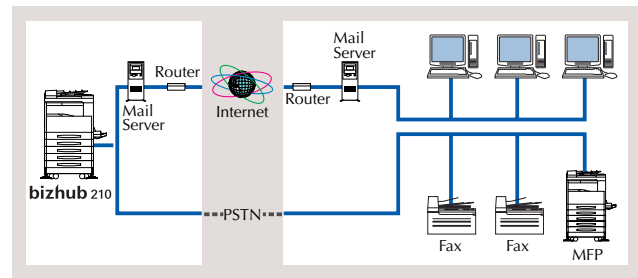 Mail
Server
Router
Internet
Router
Mail
Server
bizhub 210
PSTN
Fax
Fax
MFP